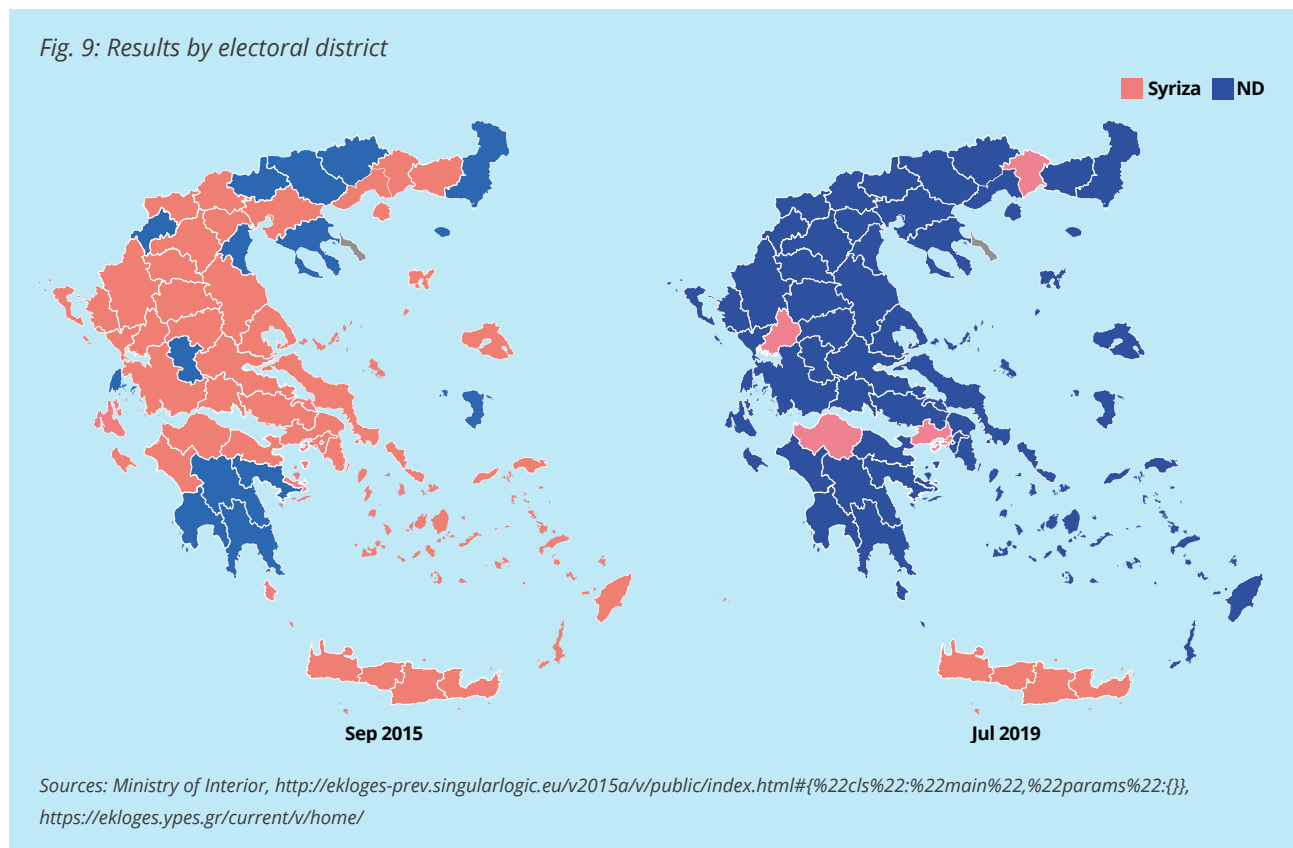 Fig. 9: Results by electoral district
Syriza ND
Sep 2015 Jul 2019
Sources: Ministry of Interior, http://ekloges-prev.singularlogic.eu/v2015a/v/public/index.html#{%22cls%22:%22main%22,%22params%22:{}},
https://ekloges.ypes.gr/current/v/home/